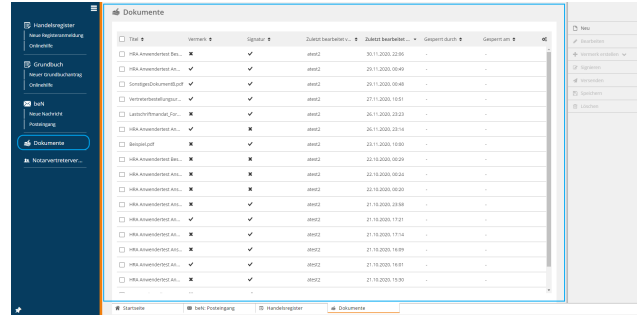 Handelsregister
Neue Registeranmeldung
Onlinehilfe
Grundbuch
Neuer Grundbuchantrag
Onlinehilfe
beN
Neue Nachricht
Posteingang
Dokumente
Notarvertreterver...
Dokumente
Titel Vermerk Signatur Zuletzt bearbeitet v... Zuletzt bearbeitet ... Gesperrt durch Gesperrt am
HRA Anwendertest Bes... atest2 30.11.2020, 22:06 - -
HRA Anwendertest An... atest2 29.11.2020, 00:49 - -
SonstigesDokumentB.pdf atest2 29.11.2020, 00:48 - -
Vertreterbestellungsur... atest2 27.11.2020, 10:51 - -
Lastschriftmandat_For... atest2 26.11.2020, 23:23 - -
HRA Anwendertest An... atest2 26.11.2020, 23:14 - -
Beispiel.pdf atest2 23.11.2020, 10:00 - -
HRA Anwendertest Bes... atest2 22.10.2020, 00:29 - -
HRA Anwendertest Ans... atest2 22.10.2020, 00:24 - -
HRA Anwendertest Ans... atest2 22.10.2020, 00:20 - -
HRA Anwendertest Ans... atest2 21.10.2020, 23:58 - -
HRA Anwendertest An... atest2 21.10.2020, 17:21 - -
HRA Anwendertest An... atest2 21.10.2020, 17:14 - -
HRA Anwendertest Ans... atest2 21.10.2020, 16:09 - -
HRA Anwendertest An... atest2 21.10.2020, 16:01 - -
HRA Anwendertest An... atest2 21.10.2020, 15:30 - -
Neu
Bearbeiten
Vermerk erstellen
Signieren
Versenden
Speichern
Löschen
Startseite beN: Posteingang Handelsregister Dokumente